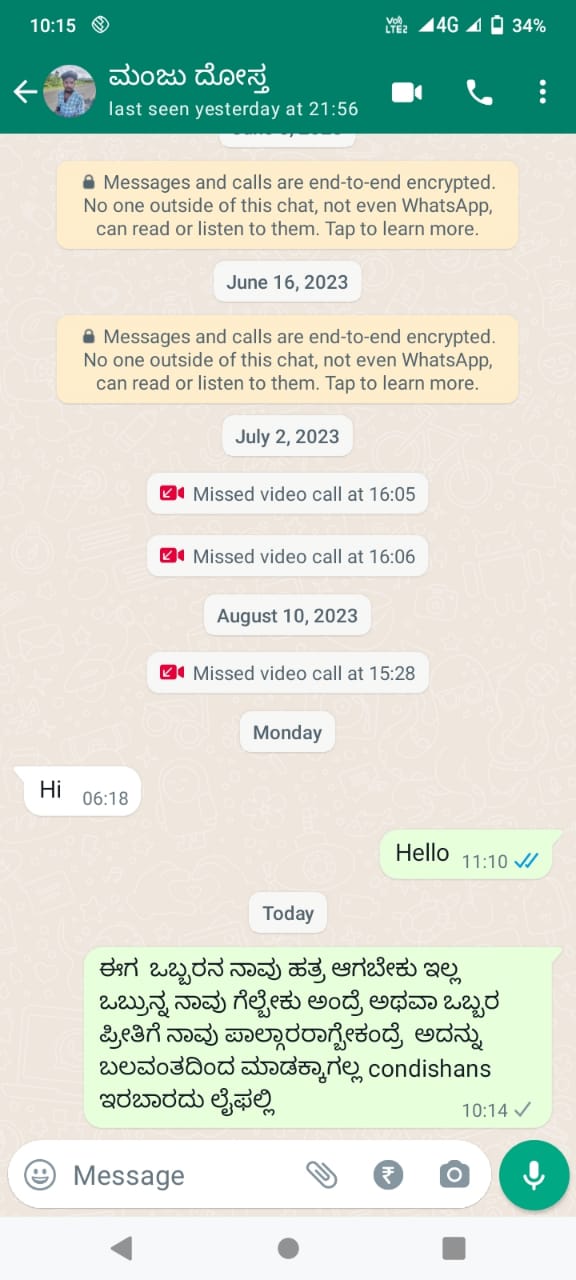 10:15 Vo) LTE2 4G 34%
ಮಂಜು ದೋಸ್ತ
last seen yesterday at 21:56
Messages and calls are end-to-end encrypted.
No one outside of this chat, not even WhatsApp,
can read or listen to them. Tap to learn more.
June 16, 2023
Messages and calls are end-to-end encrypted.
No one outside of this chat, not even WhatsApp,
can read or listen to them. Tap to learn more.
July 2, 2023
Missed video call at 16:05
Missed video call at 16:06
August 10, 2023
Missed video call at 15:28
Monday
Hi 06:18
Hello 11:10
Today
ಈಗ ಒಬ್ಬರನ ನಾವು ಹತ್ರ ಆಗಬೇಕು ಇಲ್ಲ
ಒಬ್ರುನ್ನ ನಾವು ಗೆಲ್ಬೇಕು ಅಂದ್ರೆ ಅಥವಾ ಒಬ್ಬರ
ಪ್ರೀತಿಗೆ ನಾವು ಪಾಲ್ಗಾರರಾಗ್ಬೇಕಂದ್ರೆ ಅದನ್ನು
ಬಲವಂತದಿಂದ ಮಾಡಕ್ಕಾಗಲ್ಲ condishans
ಇರಬಾರದು ಲೈಫಲ್ಲಿ
10:14
Message